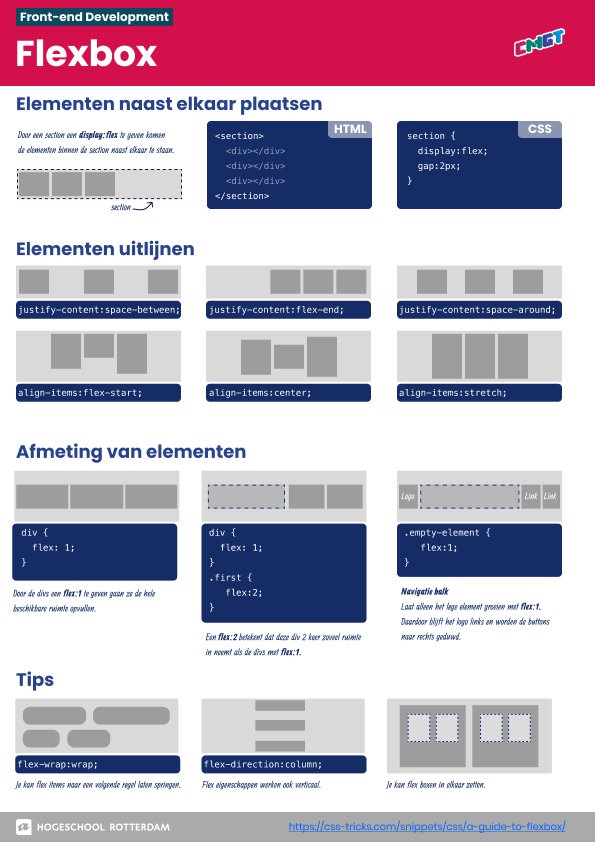 Front-end Development
Flexbox
CMGT
Elementen naast elkaar plaatsen
Door een section een display:flex te geven komen
de elementen binnen de section naast elkaar te staan.
section
HTML
<section>
<div></div>
<div></div>
<div></div>
</section>
CSS
section {
display:flex;
gap:2px;
}
Elementen uitlijnen
justify-content:space-between;
justify-content:flex-end;
justify-content:space-around;
align-items:flex-start;
align-items:center;
align-items:stretch;
Afmeting van elementen
div {
flex: 1;
}
Door de divs een flex:1 te geven gaan ze de hele
beschikbare ruimte opvullen.
div {
flex: 1;
}
.first {
flex:2;
}
Een flex:2 betekent dat deze div 2 keer zoveel ruimte
in neemt als de divs met flex:1.
Logo
Link
Link
.empty-element {
flex:1;
}
Navigatie balk
Laat alleen het lege element groeien met flex:1.
Daardoor blijft het logo links en worden de buttons
naar rechts geduwd.
Tips
flex-wrap:wrap;
Je kan flex items naar een volgende regel laten springen.
flex-direction:column;
Flex eigenschappen werken ook verticaal.
Je kan flex boxen in elkaar zetten.
HOGESCHOOL ROTTERDAM
https://css-tricks.com/snippets/css/a-guide-to-flexbox/